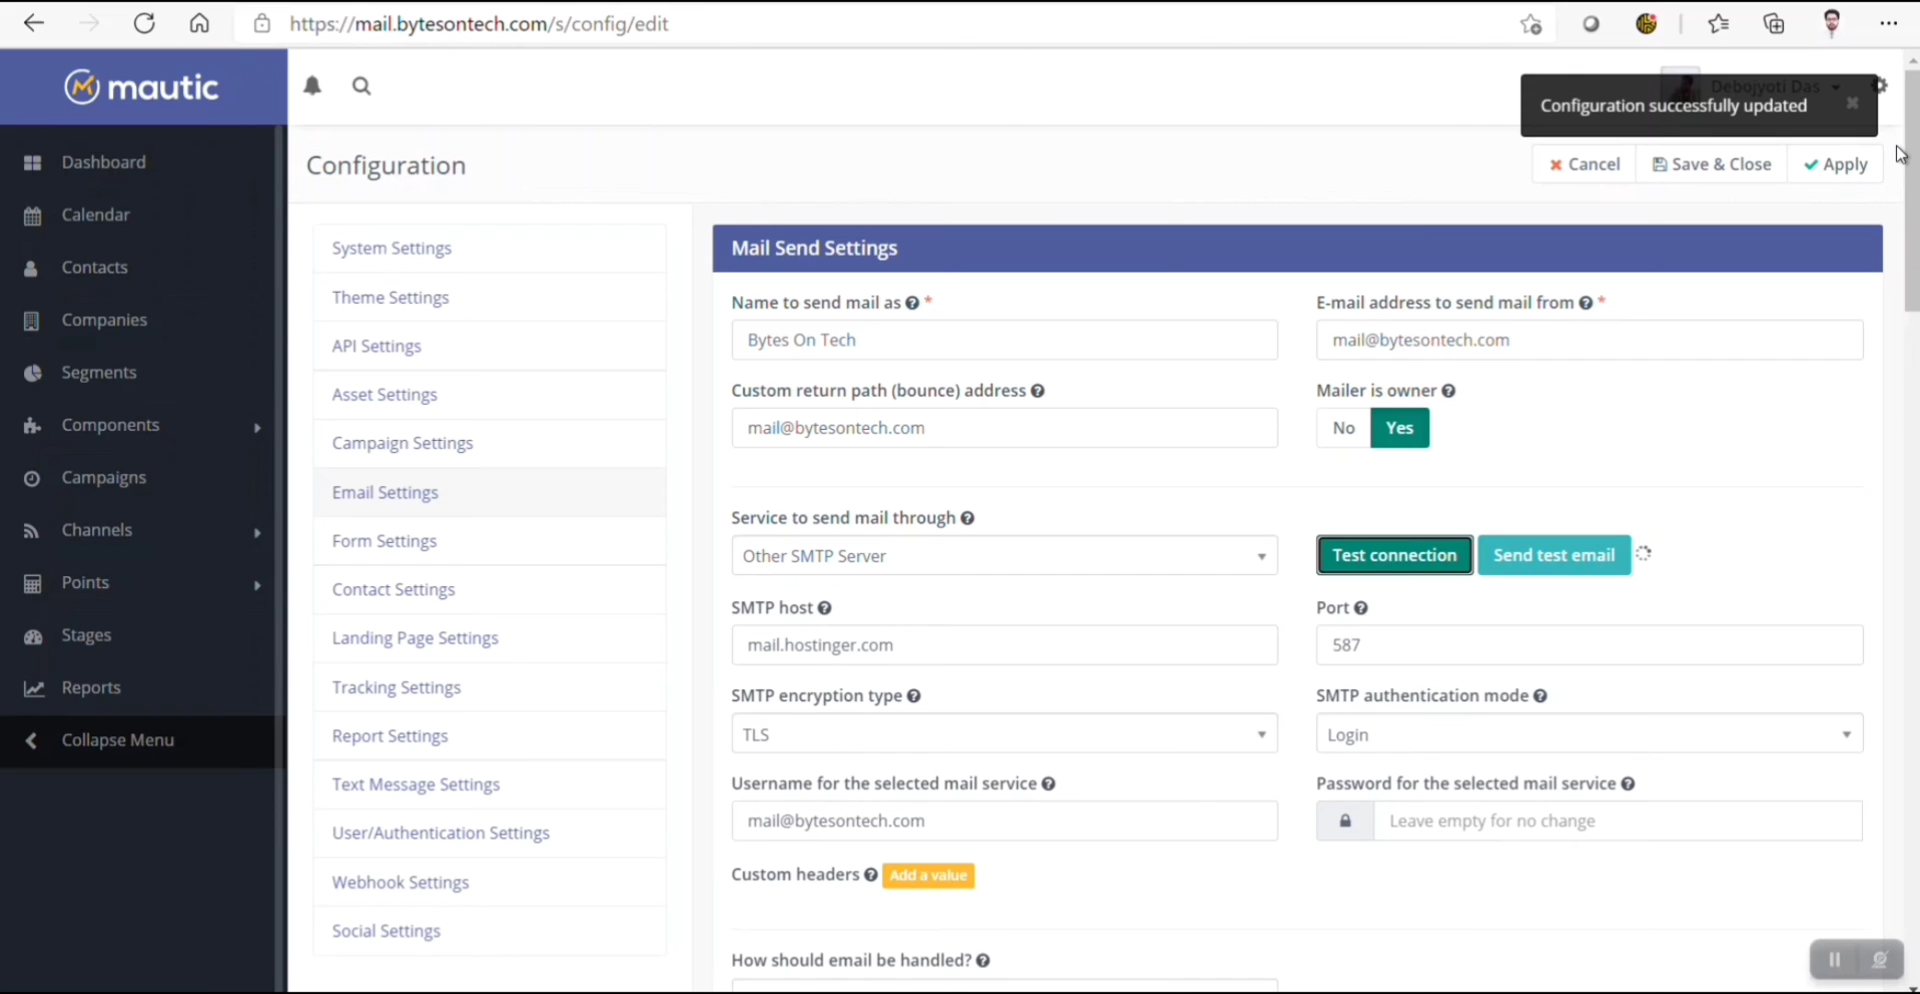 https://mail.bytesontech.com/s/config/edit
mautic
Debojyoti Das
Configuration successfully updated
Dashboard
Calendar
Contacts
Companies
Segments
Components
Campaigns
Channels
Points
Stages
Reports
Collapse Menu
Configuration
Cancel
Save & Close
Apply
System Settings
Theme Settings
API Settings
Asset Settings
Campaign Settings
Email Settings
Form Settings
Contact Settings
Landing Page Settings
Tracking Settings
Report Settings
Text Message Settings
User/Authentication Settings
Webhook Settings
Social Settings
Mail Send Settings
Name to send mail as *
Bytes On Tech
E-mail address to send mail from *
mail@bytesontech.com
Custom return path (bounce) address
mail@bytesontech.com
Mailer is owner
No Yes
Service to send mail through
Other SMTP Server
Test connection
Send test email
SMTP host
mail.hostinger.com
Port
587
SMTP encryption type
TLS
SMTP authentication mode
Login
Username for the selected mail service
mail@bytesontech.com
Password for the selected mail service
Leave empty for no change
Custom headers Add a value
How should email be handled?